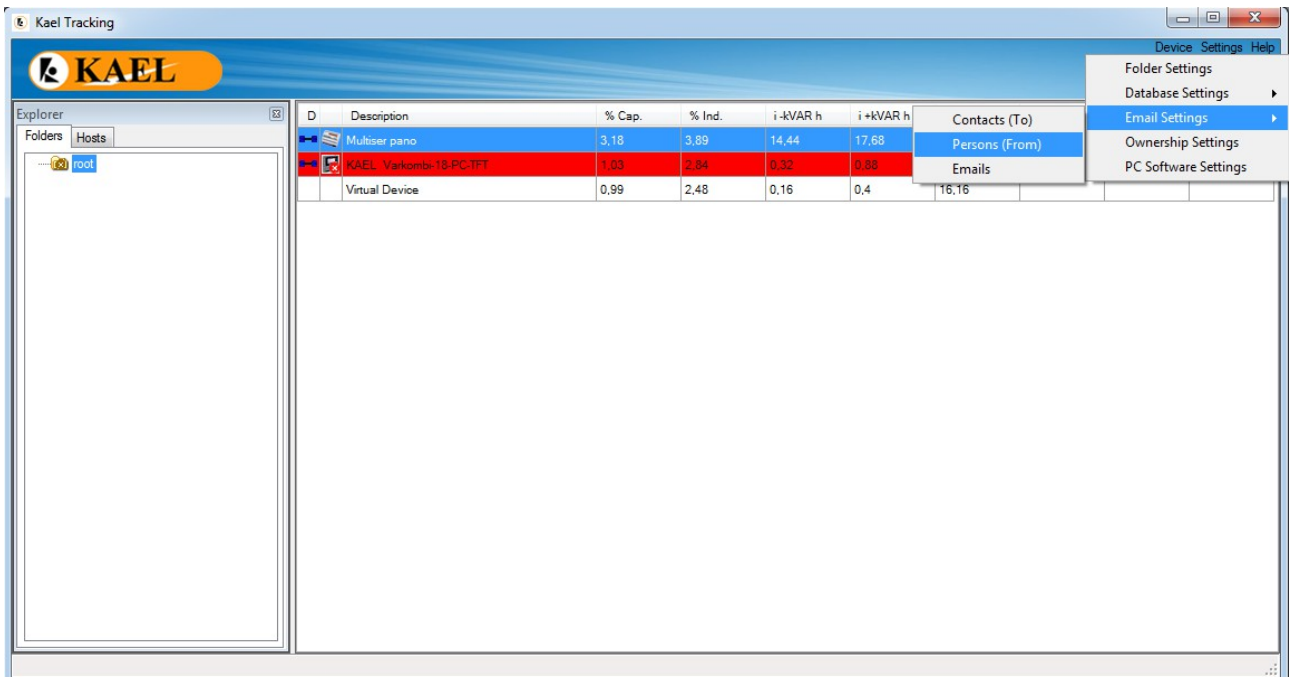 Kael Tracking
KAEL
Device Settings Help
Folder Settings
Database Settings
Email Settings
Ownership Settings
PC Software Settings
Contacts (To)
Persons (From)
Emails
Explorer
Folders Hosts
root
D Description % Cap. % Ind. i -kVAR h i +kVAR h
Multiser pano 3,18 3,89 14,44 17,68
KAEL Varkombi-18-PC-TFT 1,03 2,84 0,32 0,88
Virtual Device 0,99 2,48 0,16 0,4 16,16